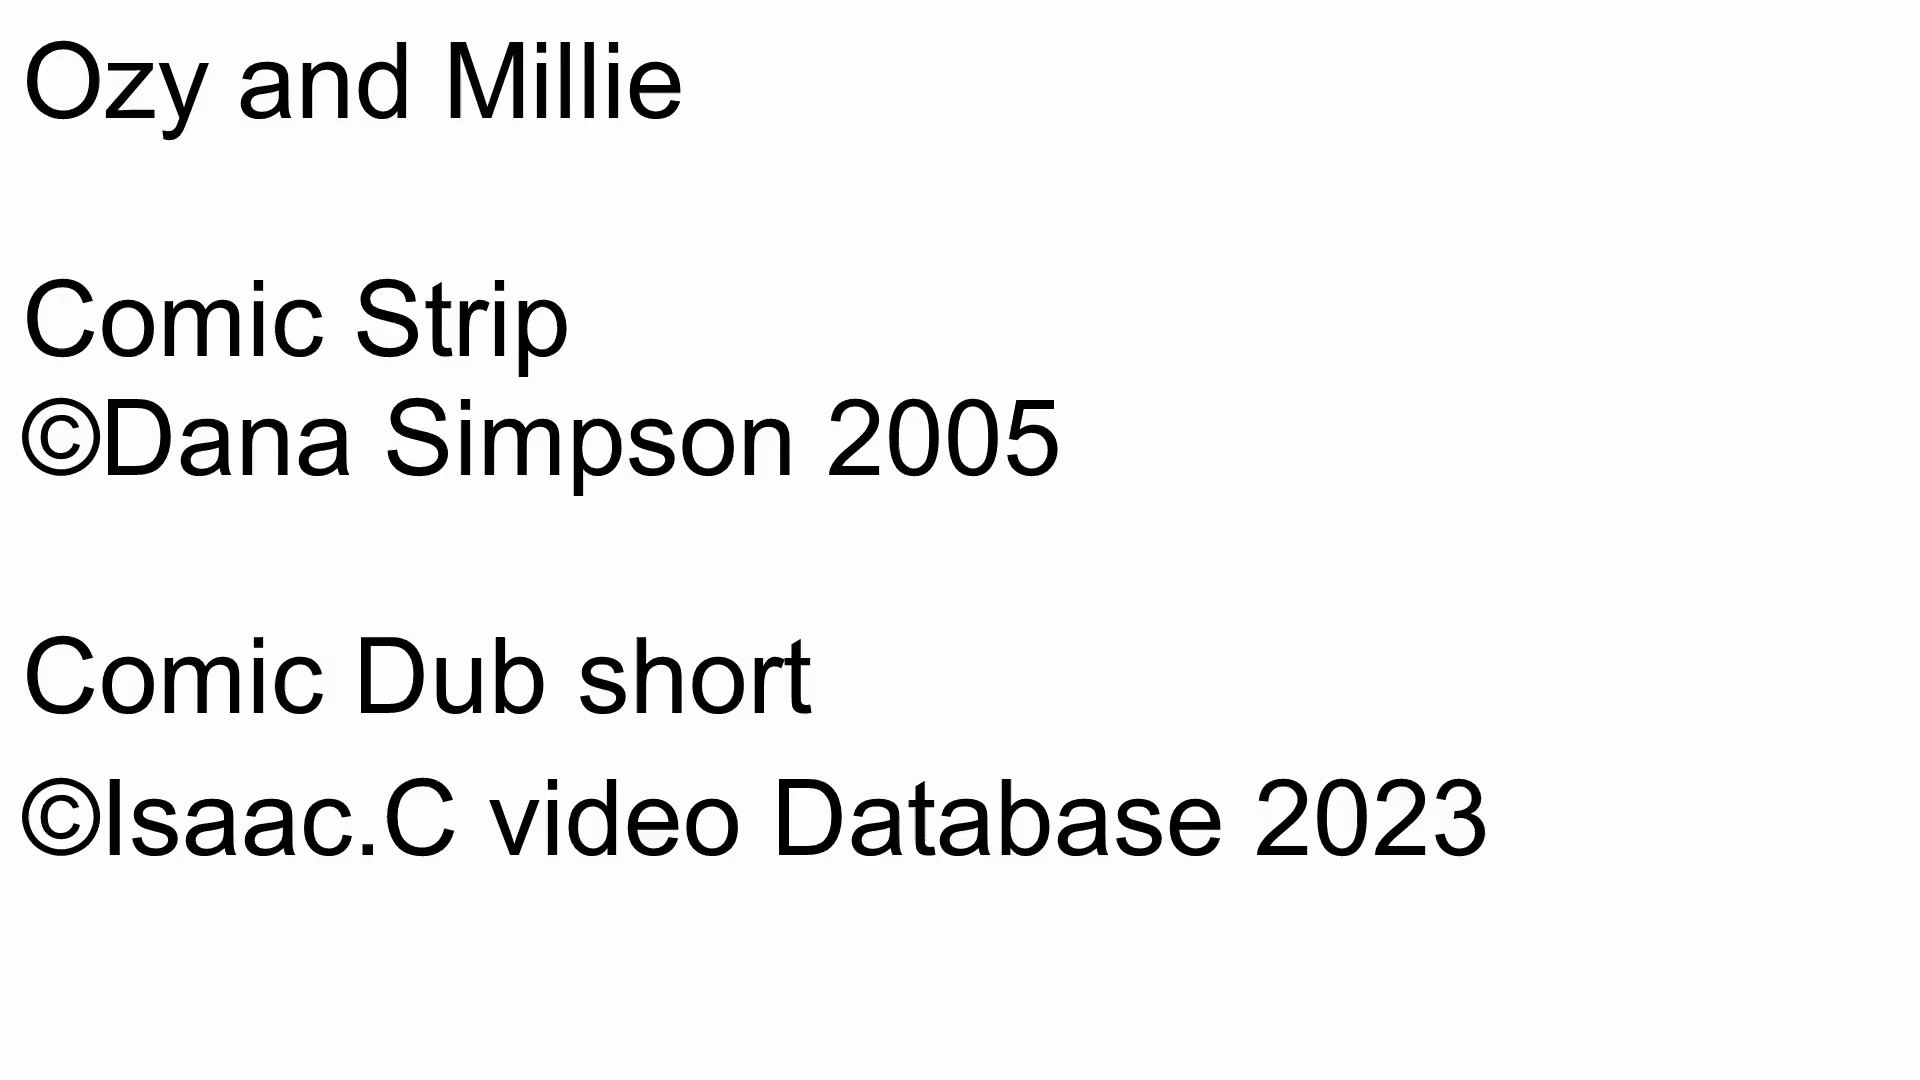 Ozy and Millie
Comic Strip
©Dana Simpson 2005
Comic Dub short
©Isaac.C video Database 2023